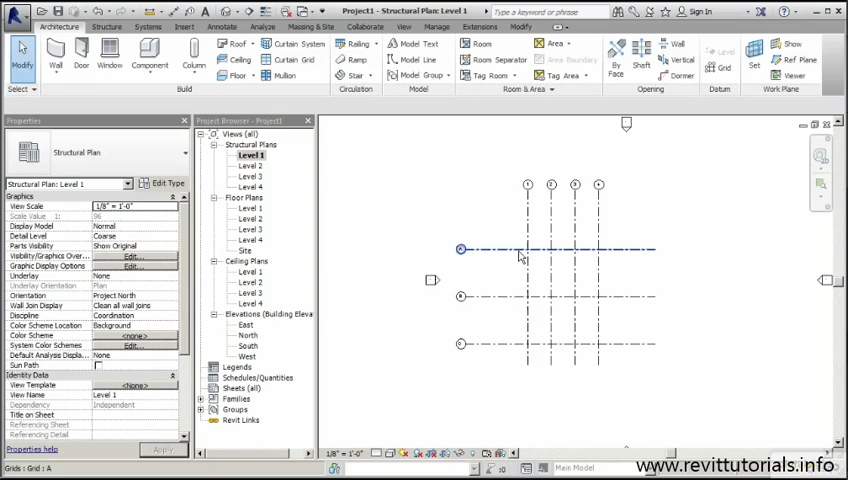 Project1 - Structural Plan: Level 1
Type a keyword or phrase
Sign In
Architecture Structure Systems Insert Annotate Analyze Massing & Site Collaborate View Manage Extensions Modify
Modify Wall Door Window Component Column
Roof Ceiling Floor
Curtain System Curtain Grid Mullion
Railing Ramp Stair
Model Text Model Line Model Group
Room Room Separator Tag Room
Area Area Boundary Tag Area
By Face Shaft Wall Vertical Dormer
Level Grid
Set Show Ref Plane Viewer
Select Build Circulation Model Room & Area Opening Datum Work Plane
Properties
Structural Plan
Structural Plan: Level 1 Edit Type
Graphics
View Scale 1/8" = 1'-0"
Scale Value 1: 96
Display Model Normal
Detail Level Coarse
Parts Visibility Show Original
Visibility/Graphics Over... Edit...
Graphic Display Options Edit...
Underlay None
Underlay Orientation Plan
Orientation Project North
Wall Join Display Clean all wall joins
Discipline Coordination
Color Scheme Location Background
Color Scheme <none>
System Color Schemes Edit...
Default Analysis Displa... None
Sun Path
Identity Data
View Template <None>
View Name Level 1
Dependency Independent
Title on Sheet
Referencing Sheet
Referencing Detail
Properties help Apply
Project Browser - Project1
Views (all)
Structural Plans
Level 1
Level 2
Level 3
Level 4
Floor Plans
Level 1
Level 2
Level 3
Level 4
Site
Ceiling Plans
Level 1
Level 2
Level 3
Level 4
Elevations (Building Eleva
East
North
South
West
Legends
Schedules/Quantities
Sheets (all)
Families
Groups
Revit Links
1 2 3 4
A
B
1/8" = 1'-0"
Grids : Grid : A
:0
Main Model
www.revittutorials.info